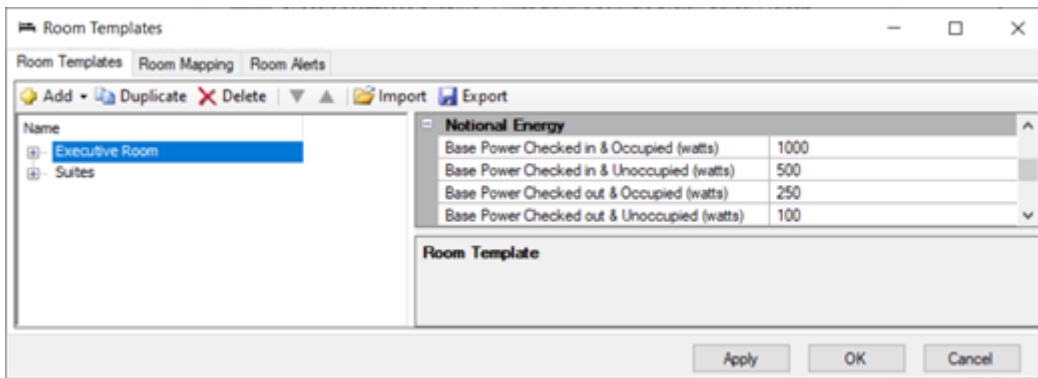 Room Templates
Room Templates Room Mapping Room Alerts
Add Duplicate Delete Import Export
Name
Executive Room
Suites
Notional Energy
Base Power Checked in & Occupied (watts) 1000
Base Power Checked in & Unoccupied (watts) 500
Base Power Checked out & Occupied (watts) 250
Base Power Checked out & Unoccupied (watts) 100
Room Template
Apply OK Cancel